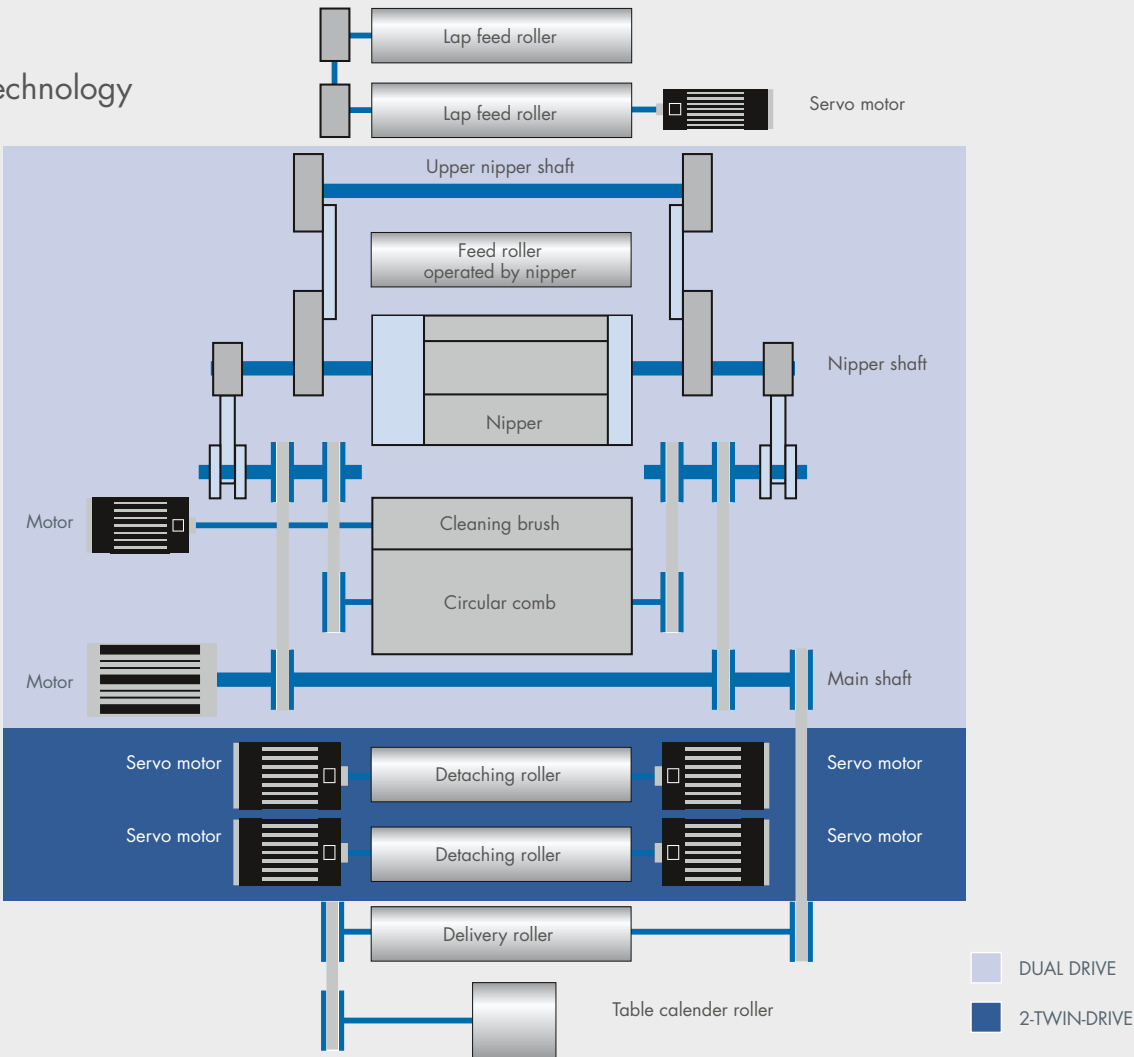 Lap feed roller
echnology
Lap feed roller
Servo motor
Upper nipper shaft
Feed roller
operated by nipper
Nipper shaft
Nipper
Motor
Cleaning brush
Circular comb
Motor
Main shaft
Servo motor
Detaching roller
Servo motor
Servo motor
Detaching roller
Servo motor
Delivery roller
DUAL DRIVE
Table calender roller
2-TWIN-DRIVE